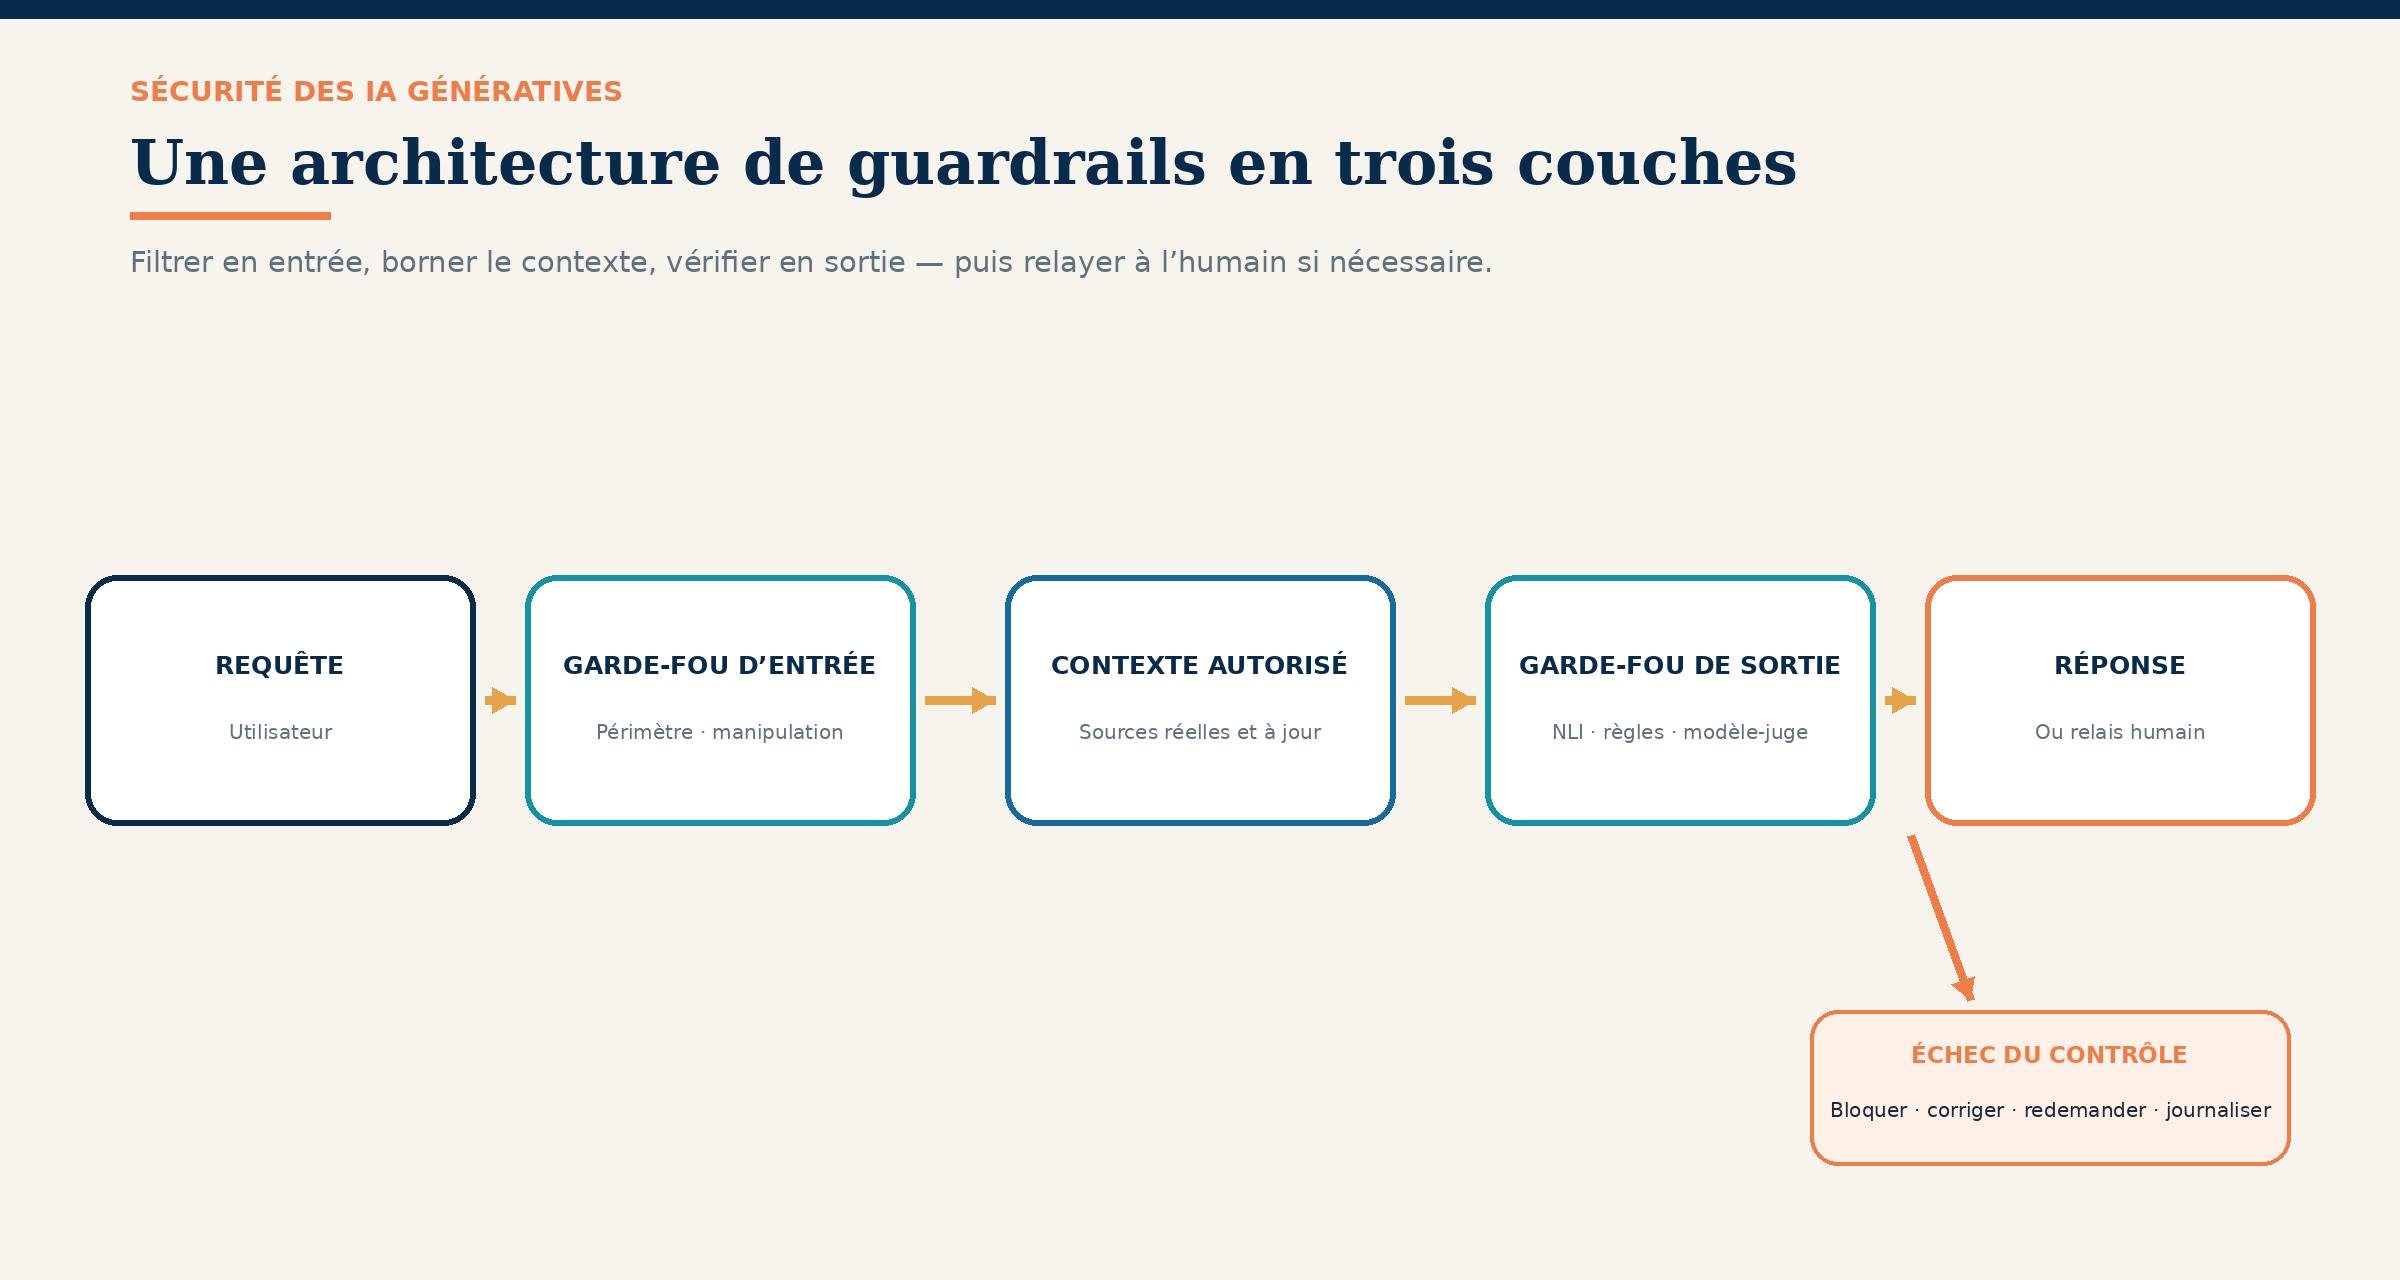 SÉCURITÉ DES IA GÉNÉRATIVES
Une architecture de guardrails en trois couches
Filtrer en entrée, borner le contexte, vérifier en sortie — puis relayer à l’humain si nécessaire.
REQUÊTE
Utilisateur
GARDE-FOU D’ENTRÉE
Périmètre · manipulation
CONTEXTE AUTORISÉ
Sources réelles et à jour
GARDE-FOU DE SORTIE
NLI · règles · modèle-juge
RÉPONSE
Ou relais humain
ÉCHEC DU CONTRÔLE
Bloquer · corriger · redemander · journaliser